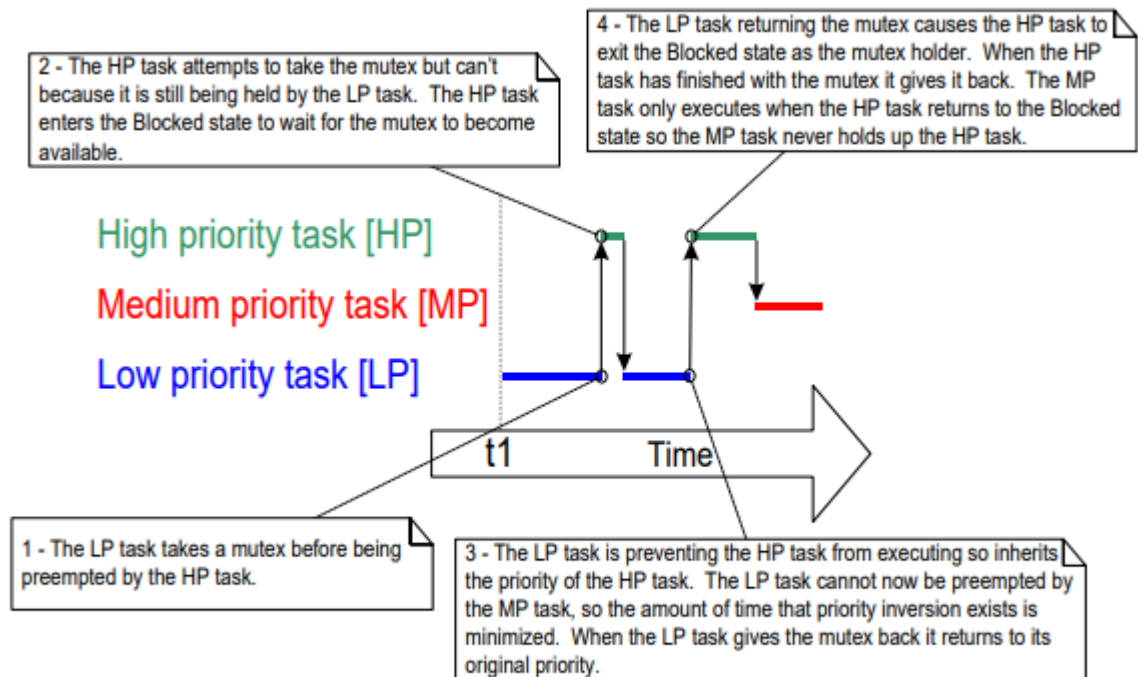 2 - The HP task attempts to take the mutex but can't
because it is still being held by the LP task.  The HP task
enters the Blocked state to wait for the mutex to become
available.
4 - The LP task returning the mutex causes the HP task to
exit the Blocked state as the mutex holder.  When the HP
task has finished with the mutex it gives it back.  The MP
task only executes when the HP task returns to the Blocked
state so the MP task never holds up the HP task.
High priority task [HP]
Medium priority task [MP]
Low priority task [LP]
t1 Time
1 - The LP task takes a mutex before being
preempted by the HP task.
3 - The LP task is preventing the HP task from executing so inherits
the priority of the HP task.  The LP task cannot now be preempted by
the MP task, so the amount of time that priority inversion exists is
minimized.  When the LP task gives the mutex back it returns to its
original priority.